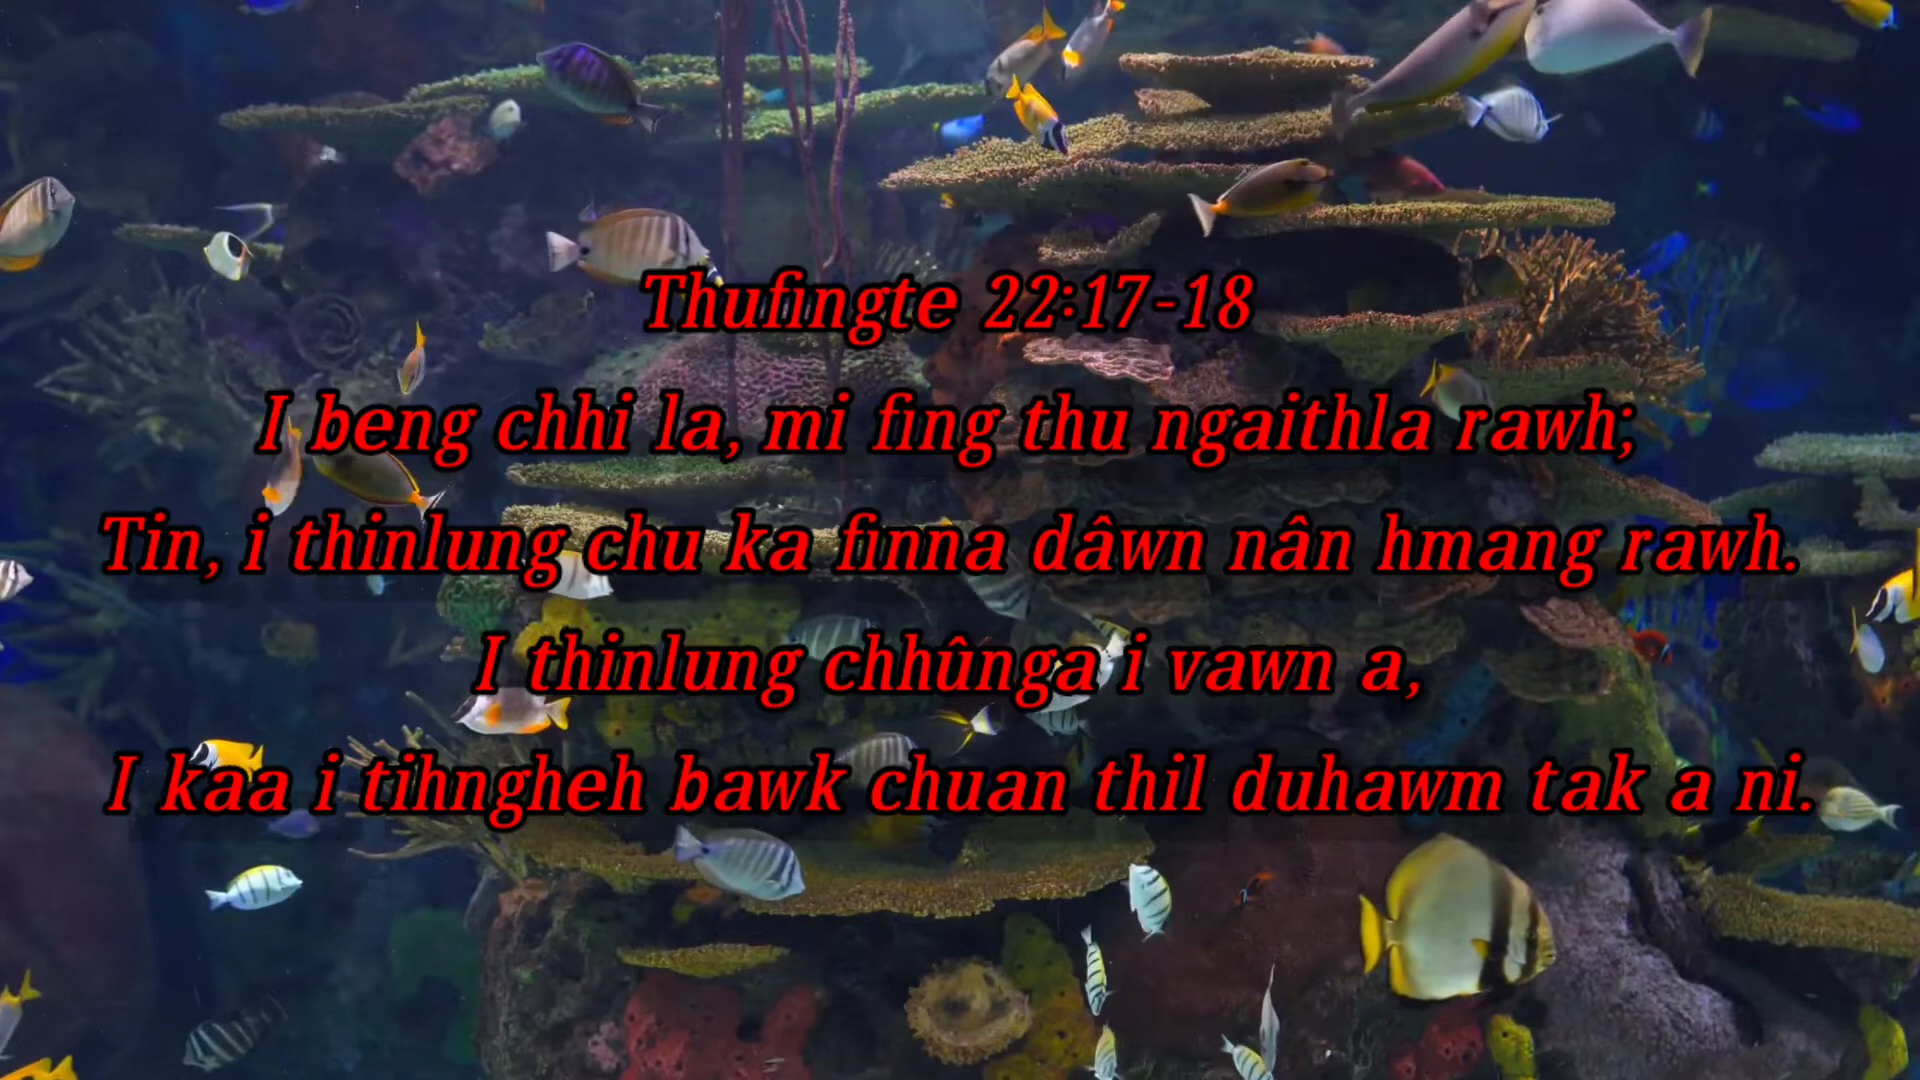 Thufingte 22:17-18
I beng chhi la, mi fing thu ngaithla rawh;
Tin, i thinlung chu ka finna dâwn nân hmang rawh.
I thinlung chhûnga i vawn a,
I kaa i tihngheh bawk chuan thil duhawm tak a ni.